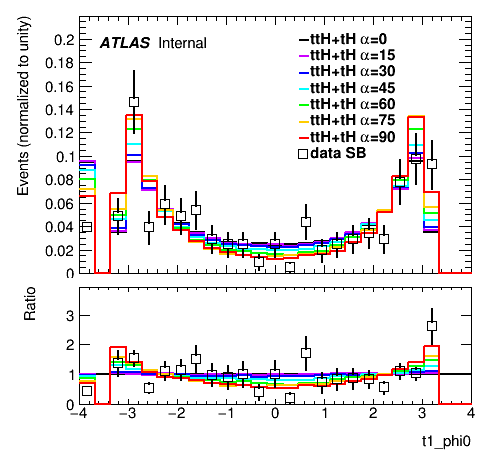 ATLAS Internal
ttH+tH α=0
ttH+tH α=15
ttH+tH α=30
ttH+tH α=45
ttH+tH α=60
ttH+tH α=75
ttH+tH α=90
data SB
Events (normalized to unity)
0.2
0.18
0.16
0.14
0.12
0.1
0.08
0.06
0.04
0.02
0
Ratio
3
2
1
0
−4 −3 −2 −1 0 1 2 3 4
t1_phi0